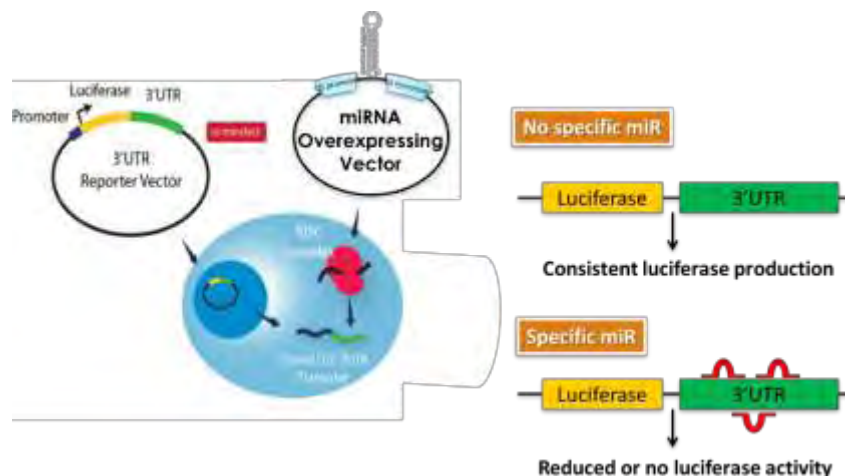 Luciferase
3'UTR
Promoter
3'UTR
Reporter Vector
miRNA
Overexpressing
Vector
No specific miR
Luciferase
3'UTR
Consistent luciferase production
Specific miR
Luciferase
3'UTR
Reduced or no luciferase activity